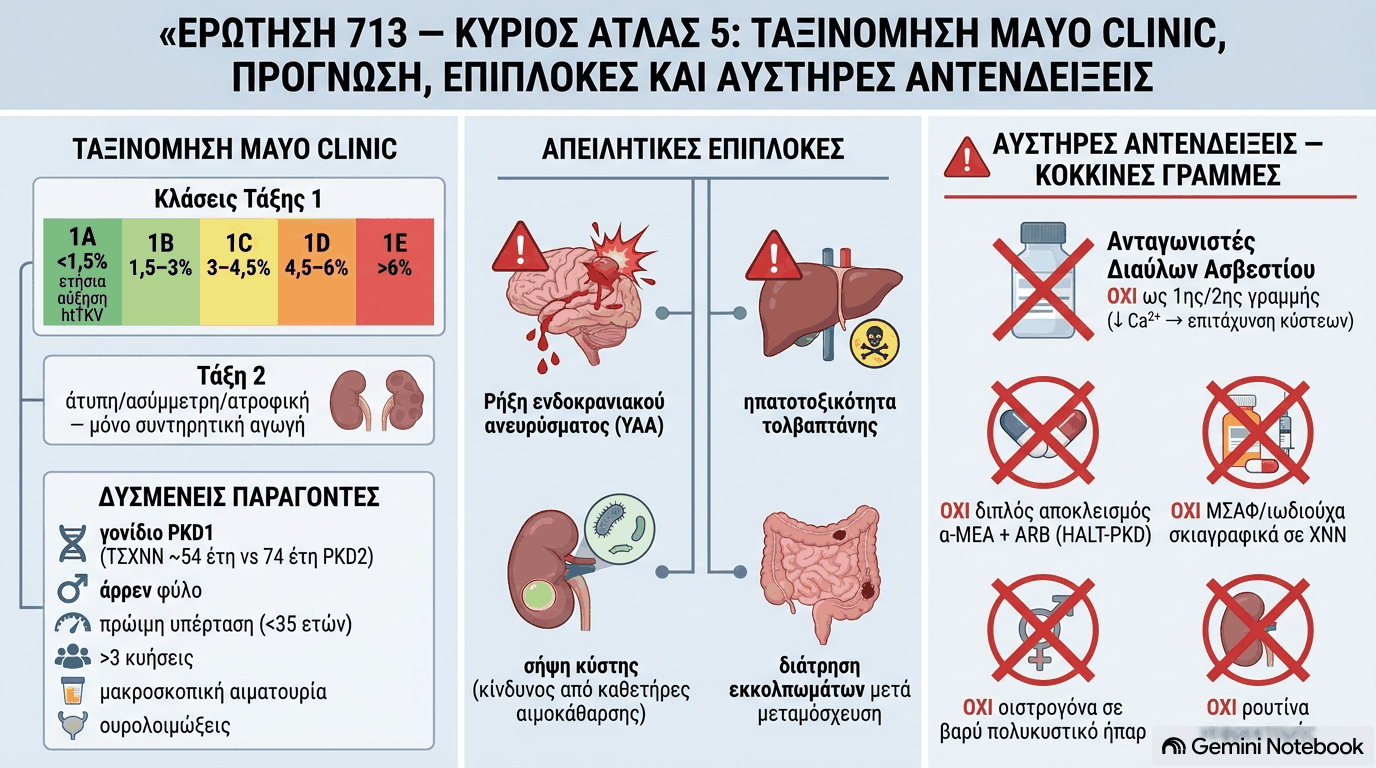 «ΕΡΩΤΗΣΗ 713 — ΚΥΡΙΟΣ ΑΤΛΑΣ 5: ΤΑΞΙΝΟΜΗΣΗ MAYO CLINIC,
ΠΡΟΓΝΩΣΗ, ΕΠΙΠΛΟΚΕΣ ΚΑΙ ΑΥΣΤΗΡΕΣ ΑΝΤΕΝΔΕΙΞΕΙΣ
ΤΑΞΙΝΟΜΗΣΗ MAYO CLINIC
Κλάσεις Τάξης 1
1A
<1,5%
ετήσια
αύξηση
ht†KV
1B
1,5–3%
1C
3–4,5%
1D
4,5–6%
1E
>6%
Τάξη 2
άτυπη/ασύμμετρη/ατροφική
— μόνο συντηρητική αγωγή
ΔΥΣΜΕΝΕΙΣ ΠΑΡΑΓΟΝΤΕΣ
γονίδιο PKD1
(ΤΣΧΝΝ ~54 έτη vs 74 έτη PKD2)
άρρεν φύλο
πρώιμη υπέρταση (<35 ετών)
>3 κυήσεις
μακροσκοπική αιματουρία
ουρολοιμώξεις
ΑΠΕΙΛΗΤΙΚΕΣ ΕΠΙΠΛΟΚΕΣ
Ρήξη ενδοκρανιακού
ανευρύσματος (ΥΑΑ)
ηπατοτοξικότητα
τολβαπτάνης
σήψη κύστης
(κίνδυνος από καθετήρες
αιμοκάθαρσης)
διάτρηση
εκκολπωμάτων μετά
μεταμόσχευση
ΑΥΣΤΗΡΕΣ ΑΝΤΕΝΔΕΙΞΕΙΣ —
ΚΟΚΚΙΝΕΣ ΓΡΑΜΜΕΣ
Ανταγωνιστές
Διαύλων Ασβεστίου
ΟΧΙ ως 1ης/2ης γραμμής
(↓ Ca²⁺ → επιτάχυνση κύστεων)
ΟΧΙ διπλός αποκλεισμός
α-ΜΕΑ + ARB (HALT-PKD)
ΟΧΙ ΜΣΑΦ/ιωδιούχα
σκιαγραφικά σε ΧΝΝ
ΟΧΙ οιστρογόνα σε
βαρύ πολυκυστικό ήπαρ
ΟΧΙ ρουτίνα
Gemini Notebook